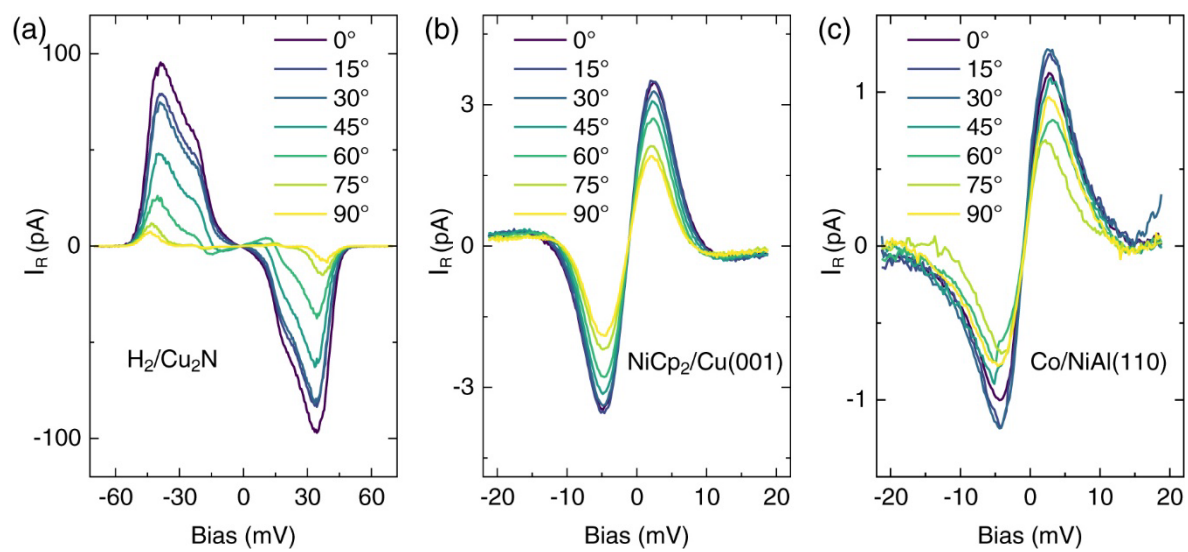 (a)
100
0
-100
I_R (pA)
0°
15°
30°
45°
60°
75°
90°
H₂/Cu₂N
-60 -30 0 30 60
Bias (mV)
(b)
3
0
-3
I_R (pA)
0°
15°
30°
45°
60°
75°
90°
NiCp₂/Cu(001)
-20 -10 0 10 20
Bias (mV)
(c)
1
0
-1
I_R (pA)
0°
15°
30°
45°
60°
75°
90°
Co/NiAl(110)
-20 -10 0 10 20
Bias (mV)